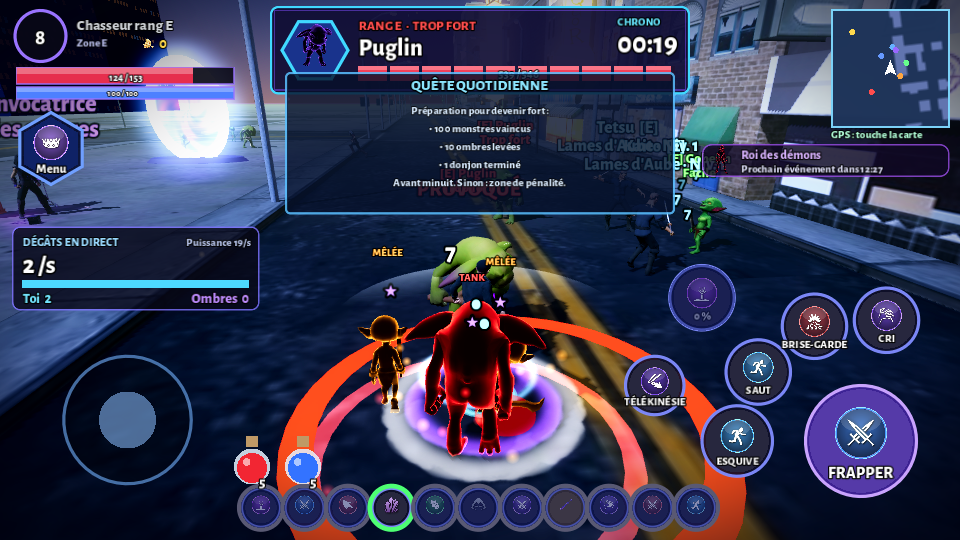 8
Chasseur rang E
Zone E
0
124/153
100/100
RANG E · TROP FORT
Puglin
CHRONO
00:19
QUÊTE QUOTIDIENNE
Préparation pour devenir fort :
· 100 monstres vaincus
· 10 ombres levées
· 1 donjon terminé
Avant minuit. Sinon : zone de pénalité.
GPS : touche la carte
Roi des démons
Prochain événement dans 12:27
Menu
Tetsu [E]
Lames d'Aube
7
7
7
DÉGÂTS EN DIRECT
Puissance 19/s
2 /s
Toi 2
Ombres 0
MÊLÉE
7
MÊLÉE
TANK
0 %
BRISE-GARDE
CRI
SAUT
TÉLÉKINÉSIE
ESQUIVE
FRAPPER
5
5